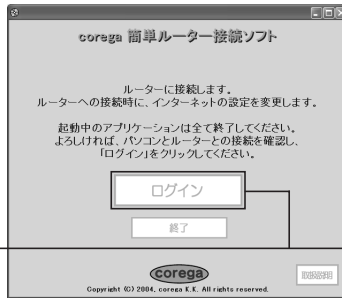 corega 簡単ルーター接続ソフト
ルーターに接続します。
ルーターへの接続時に、インターネットの設定を変更します。
起動中のアプリケーションは全て終了してください。
よろしければ、パソコンとルーターとの接続を確認し、
「ログイン」をクリックしてください。
ログイン
終了
corega
取扱説明
Copyright (C) 2004, corega K.K. All rights reserved.